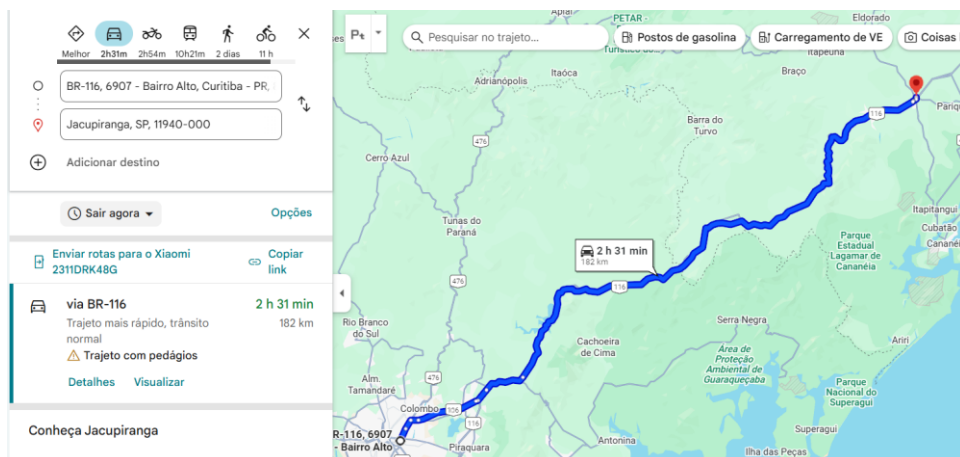 Melhor
2h31m
2h54m
10h21m
2 dias
11 h
BR-116, 6907 - Bairro Alto, Curitiba - PR,
Jacupiranga, SP, 11940-000
Adicionar destino
Sair agora
Opções
Enviar rotas para o Xiaomi
2311DRK48G
Copiar
link
via BR-116
2 h 31 min
Trajeto mais rápido, trânsito
normal
182 km
Trajeto com pedágios
Detalhes
Visualizar
Conheça Jacupiranga
Pt
Pesquisar no trajeto...
Postos de gasolina
Carregamento de VE
Coisas
Apiaí
PETAR -
Eldorado
Itapeúna
Adrianópolis
Itaóca
Braço
116
Pariq
Barra do
Turvo
476
Cerro Azul
Tunas do
Paraná
Itapitangui
Cubatão
Cananéi
Parque
Estadual
Lagamar de
Cananéia
2 h 31 min
182 km
476
116
Rio Branco
do Sul
Serra Negra
Ariri
Cachoeira
de Cima
Área de
Proteção
Ambiental de
Guaraqueçaba
Alm.
Tamandaré
476
Parque
Nacional do
Superagui
Colombo
106
116
R-116, 6907
- Bairro Alto
Piraquara
Antonina
Superagui
Ilha das Peças